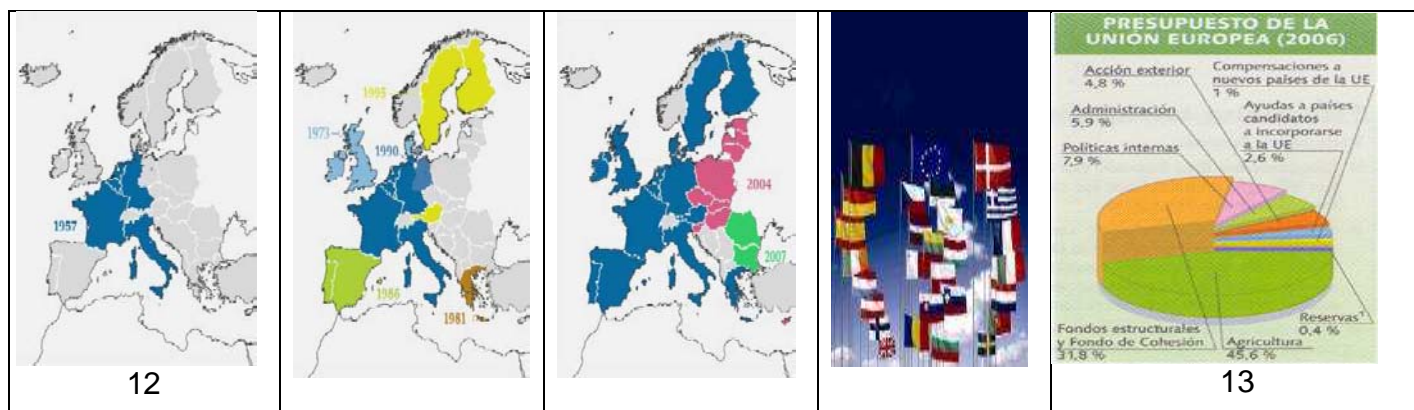 1957
12
1995
1973
1990
1986
1981
2004
2007
PRESUPUESTO DE LA
UNIÓN EUROPEA (2006)
Acción exterior
4,8 %
Compensaciones a
nuevos países de la UE
1 %
Administración
5,9 %
Ayudas a países
candidatos
a incorporarse
a la UE
2,6 %
Políticas internas
7,9 %
Fondos estructurales
y Fondo de Cohesión
31,8 %
Agricultura
45,6 %
Reservas¹
0,4 %
13